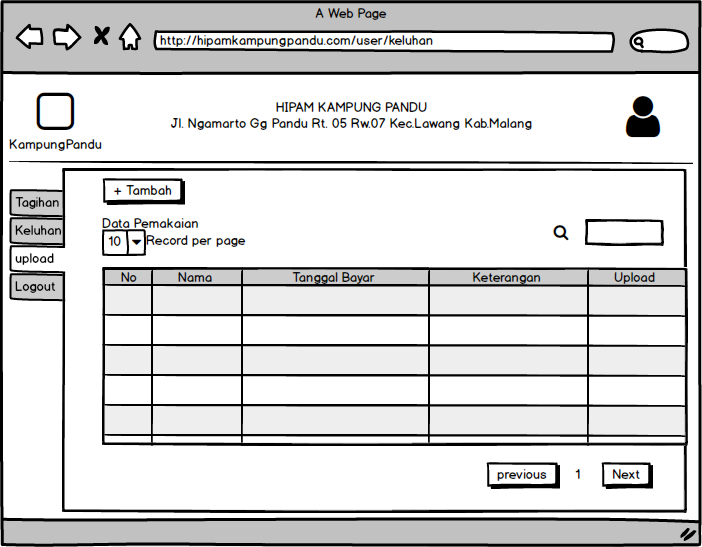 A Web Page
http://hipamkampungpandu.com/user/keluhan
HIPAM KAMPUNG PANDU
Jl. Ngamarto Gg Pandu Rt. 05 Rw.07 Kec.Lawang Kab.Malang
KampungPandu
Tagihan
Keluhan
upload
Logout
+ Tambah
Data Pemakaian
10 Record per page
No Nama Tanggal Bayar Keterangan Upload
previous 1 Next